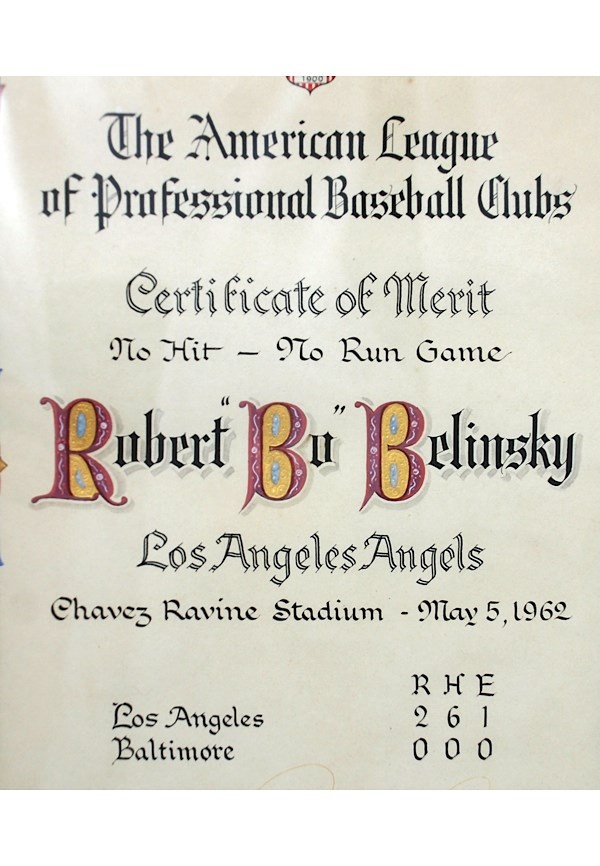 1900
The American League
of Professional Baseball Clubs
Certificate of Merit
No Hit – No Run Game
Robert "Bo" Belinsky
Los Angeles Angels
Chavez Ravine Stadium - May 5, 1962
R H E
Los Angeles 2 6 1
Baltimore 0 0 0